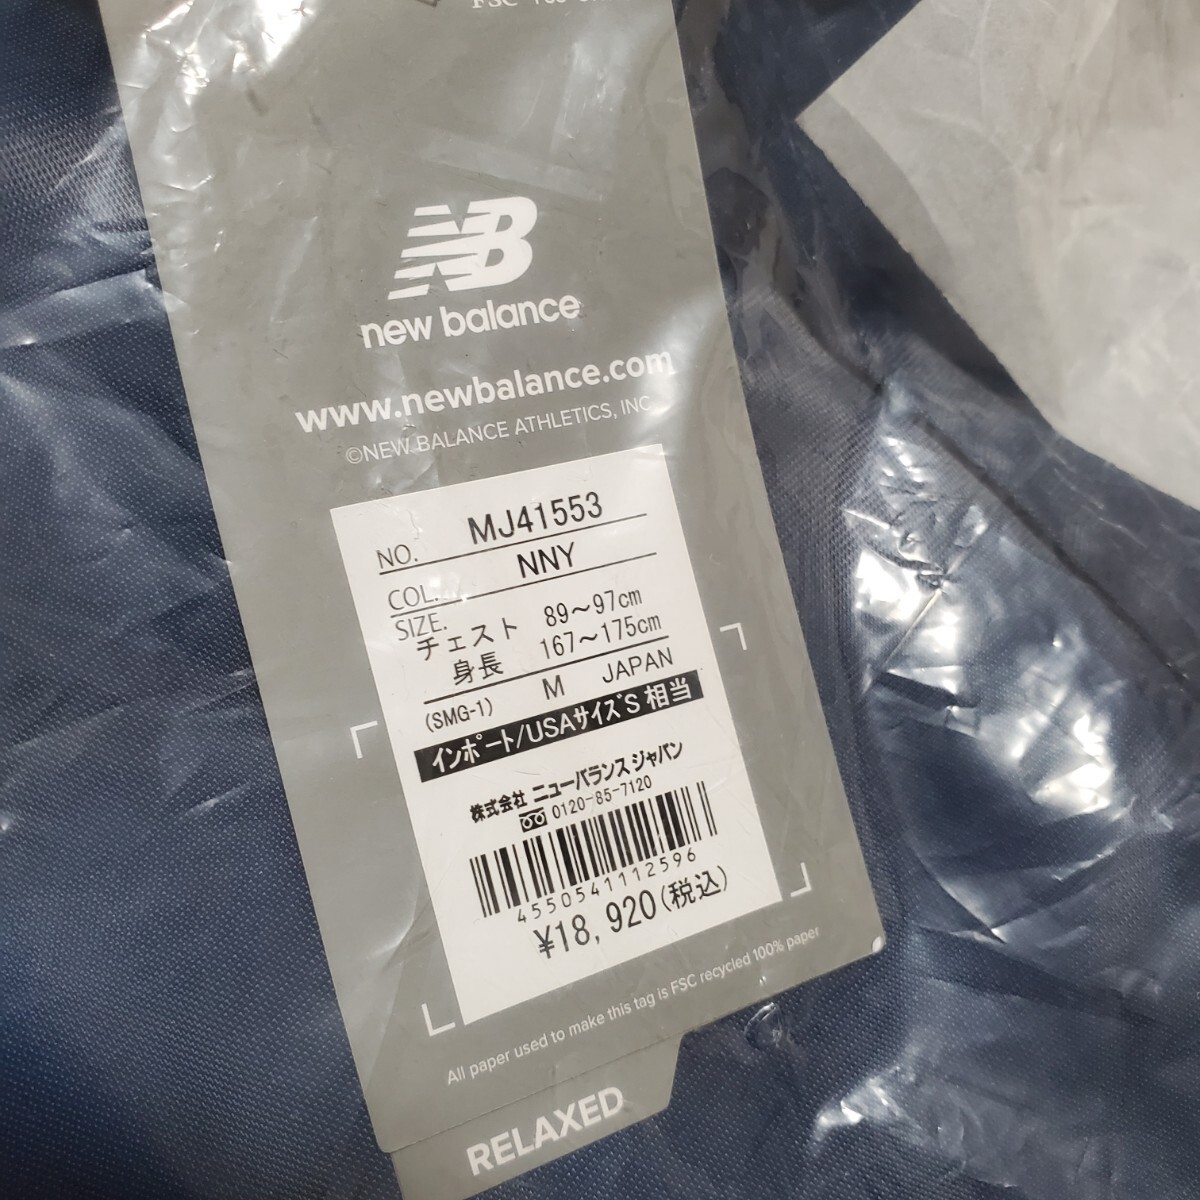 FSC
NB
new balance
www.newbalance.com
©NEW BALANCE ATHLETICS, INC
NO. MJ41553
COL. NNY
SIZE.
チェスト 89～97cm
身長 167～175cm
(SMG-1) M JAPAN
インポート/USAサイズS 相当
株式会社 ニューバランスジャパン
0120-85-7120
4550541112596
¥18,920(税込)
All paper used to make this tag is FSC recycled 100% paper
RELAXED